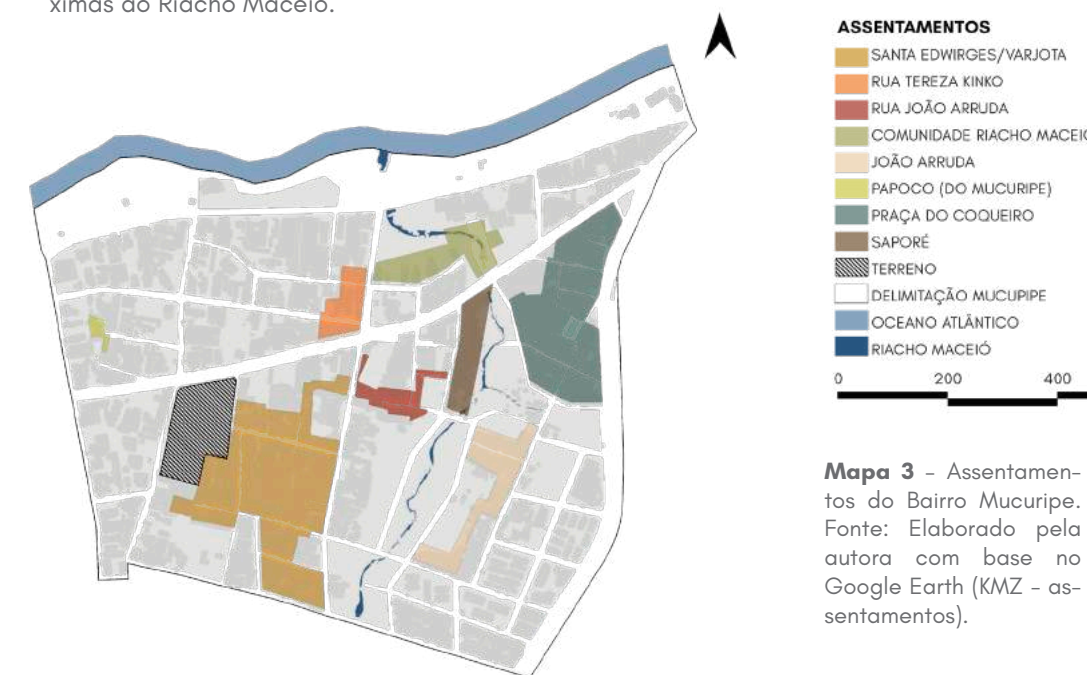 ximas ao Riacho Maceió.
ASSENTAMENTOS
SANTA EDWIRGES/VARJOTA
RUA TEREZA KINKO
RUA JOÃO ARRUDA
COMUNIDADE RIACHO MACEIÓ
JOÃO ARRUDA
PAPOCO (DO MUCURIPE)
PRAÇA DO COQUEIRO
SAPORÉ
TERRENO
DELIMITAÇÃO MUCUPIPE
OCEANO ATLÂNTICO
RIACHO MACEIÓ
0 200 400
Mapa 3 - Assentamen-
tos do Bairro Mucuripe.
Fonte: Elaborado pela
autora com base no
Google Earth (KMZ - as-
sentamentos).